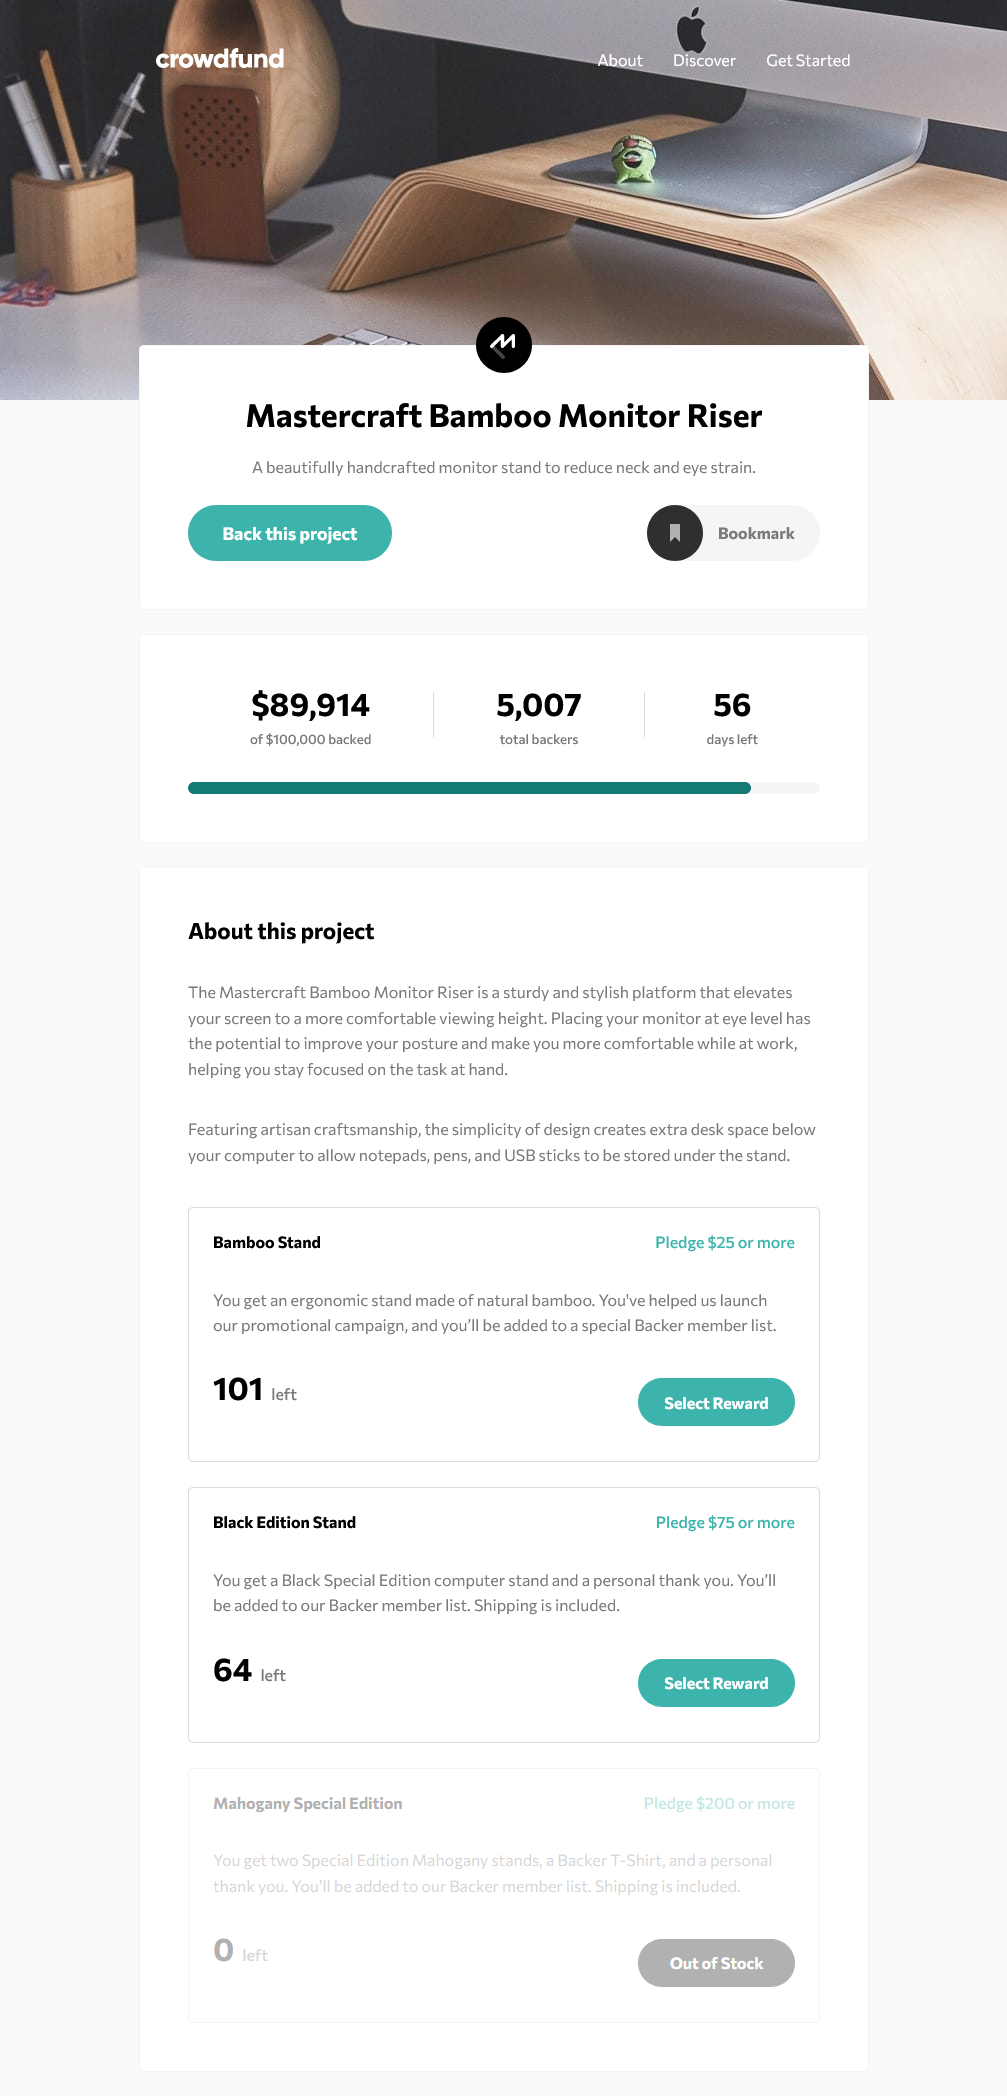 crowdfund
About Discover Get Started
Mastercraft Bamboo Monitor Riser
A beautifully handcrafted monitor stand to reduce neck and eye strain.
Back this project
Bookmark
$89,914
of $100,000 backed
5,007
total backers
56
days left
About this project
The Mastercraft Bamboo Monitor Riser is a sturdy and stylish platform that elevates
your screen to a more comfortable viewing height. Placing your monitor at eye level has
the potential to improve your posture and make you more comfortable while at work,
helping you stay focused on the task at hand.
Featuring artisan craftsmanship, the simplicity of design creates extra desk space below
your computer to allow notepads, pens, and USB sticks to be stored under the stand.
Bamboo Stand
Pledge $25 or more
You get an ergonomic stand made of natural bamboo. You've helped us launch
our promotional campaign, and you’ll be added to a special Backer member list.
101 left
Select Reward
Black Edition Stand
Pledge $75 or more
You get a Black Special Edition computer stand and a personal thank you. You’ll
be added to our Backer member list. Shipping is included.
64 left
Select Reward
Mahogany Special Edition
Pledge $200 or more
You get two Special Edition Mahogany stands, a Backer T-Shirt, and a personal
thank you. You’ll be added to our Backer member list. Shipping is included.
0 left
Out of Stock